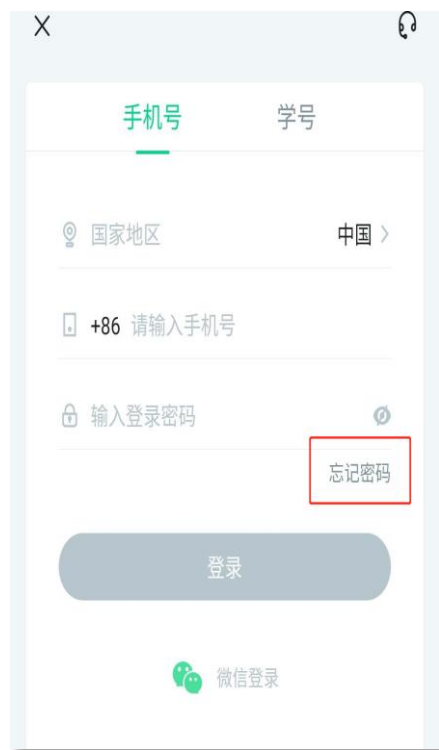 手机号 学号
国家地区 中国
+86 请输入手机号
输入登录密码
忘记密码
登录
微信登录